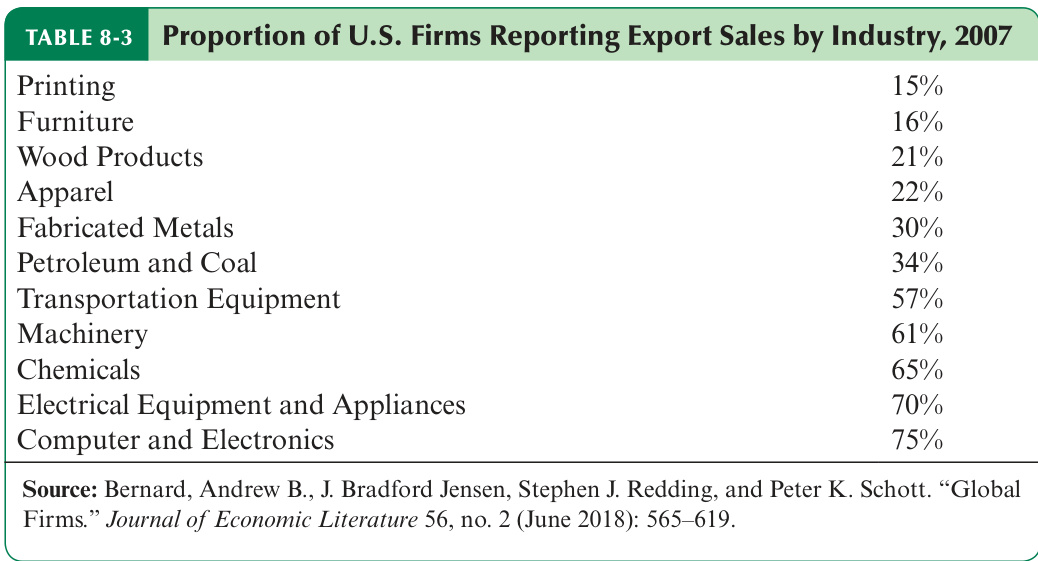 TABLE 8-3 Proportion of U.S. Firms Reporting Export Sales by Industry, 2007
Printing 15%
Furniture 16%
Wood Products 21%
Apparel 22%
Fabricated Metals 30%
Petroleum and Coal 34%
Transportation Equipment 57%
Machinery 61%
Chemicals 65%
Electrical Equipment and Appliances 70%
Computer and Electronics 75%
Source: Bernard, Andrew B., J. Bradford Jensen, Stephen J. Redding, and Peter K. Schott. “Global
Firms.” Journal of Economic Literature 56, no. 2 (June 2018): 565–619.